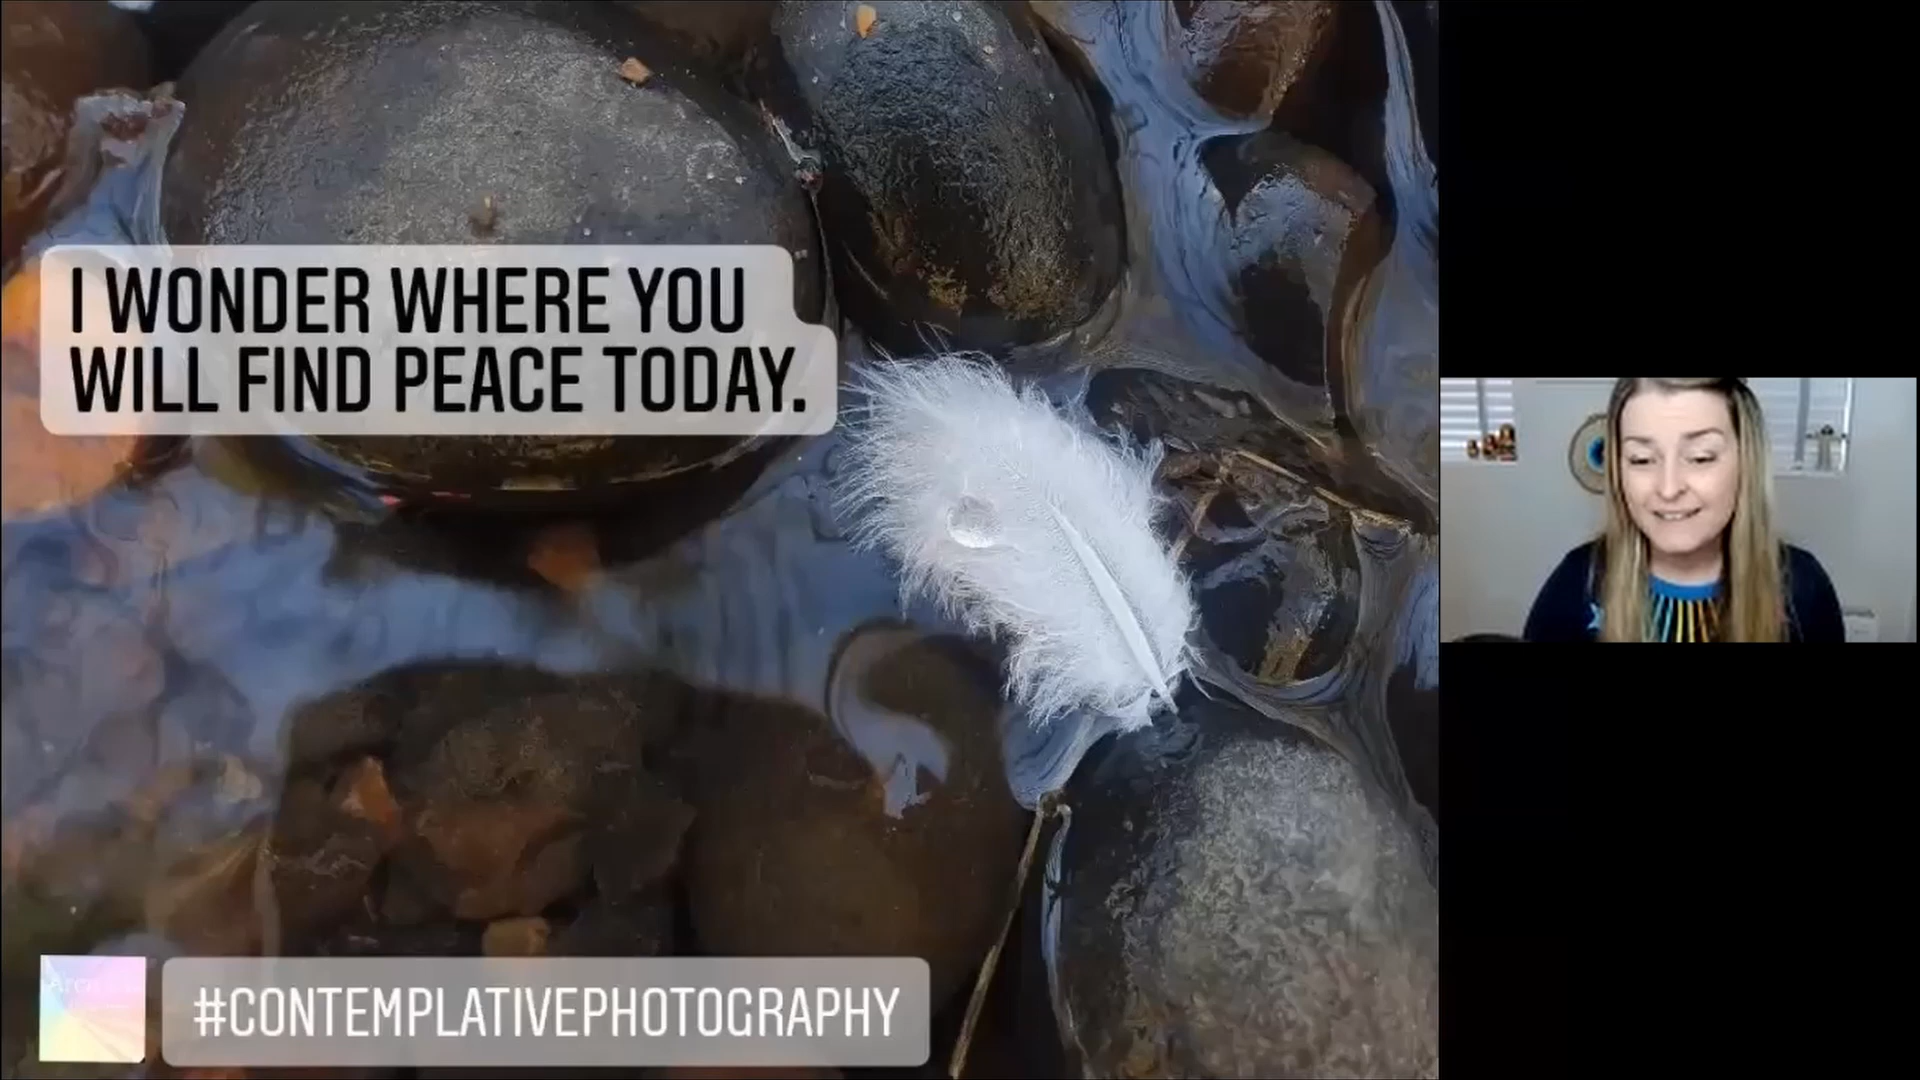 I WONDER WHERE YOU
WILL FIND PEACE TODAY.
#CONTEMPLATIVEPHOTOGRAPHY